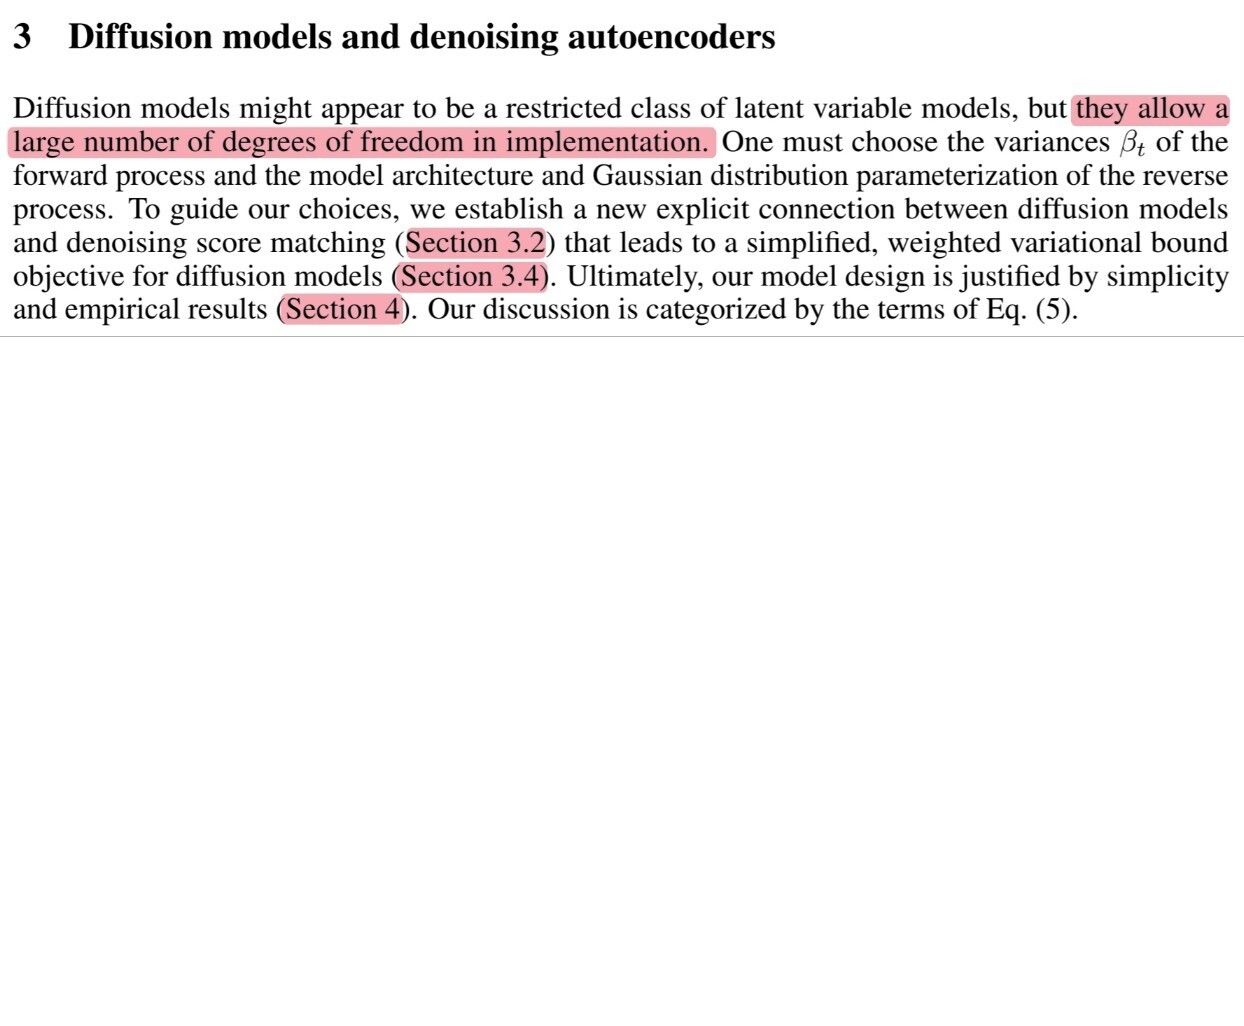 3 Diffusion models and denoising autoencoders
Diffusion models might appear to be a restricted class of latent variable models, but they allow a
large number of degrees of freedom in implementation. One must choose the variances βt of the
forward process and the model architecture and Gaussian distribution parameterization of the reverse
process. To guide our choices, we establish a new explicit connection between diffusion models
and denoising score matching (Section 3.2) that leads to a simplified, weighted variational bound
objective for diffusion models (Section 3.4). Ultimately, our model design is justified by simplicity
and empirical results (Section 4). Our discussion is categorized by the terms of Eq. (5).